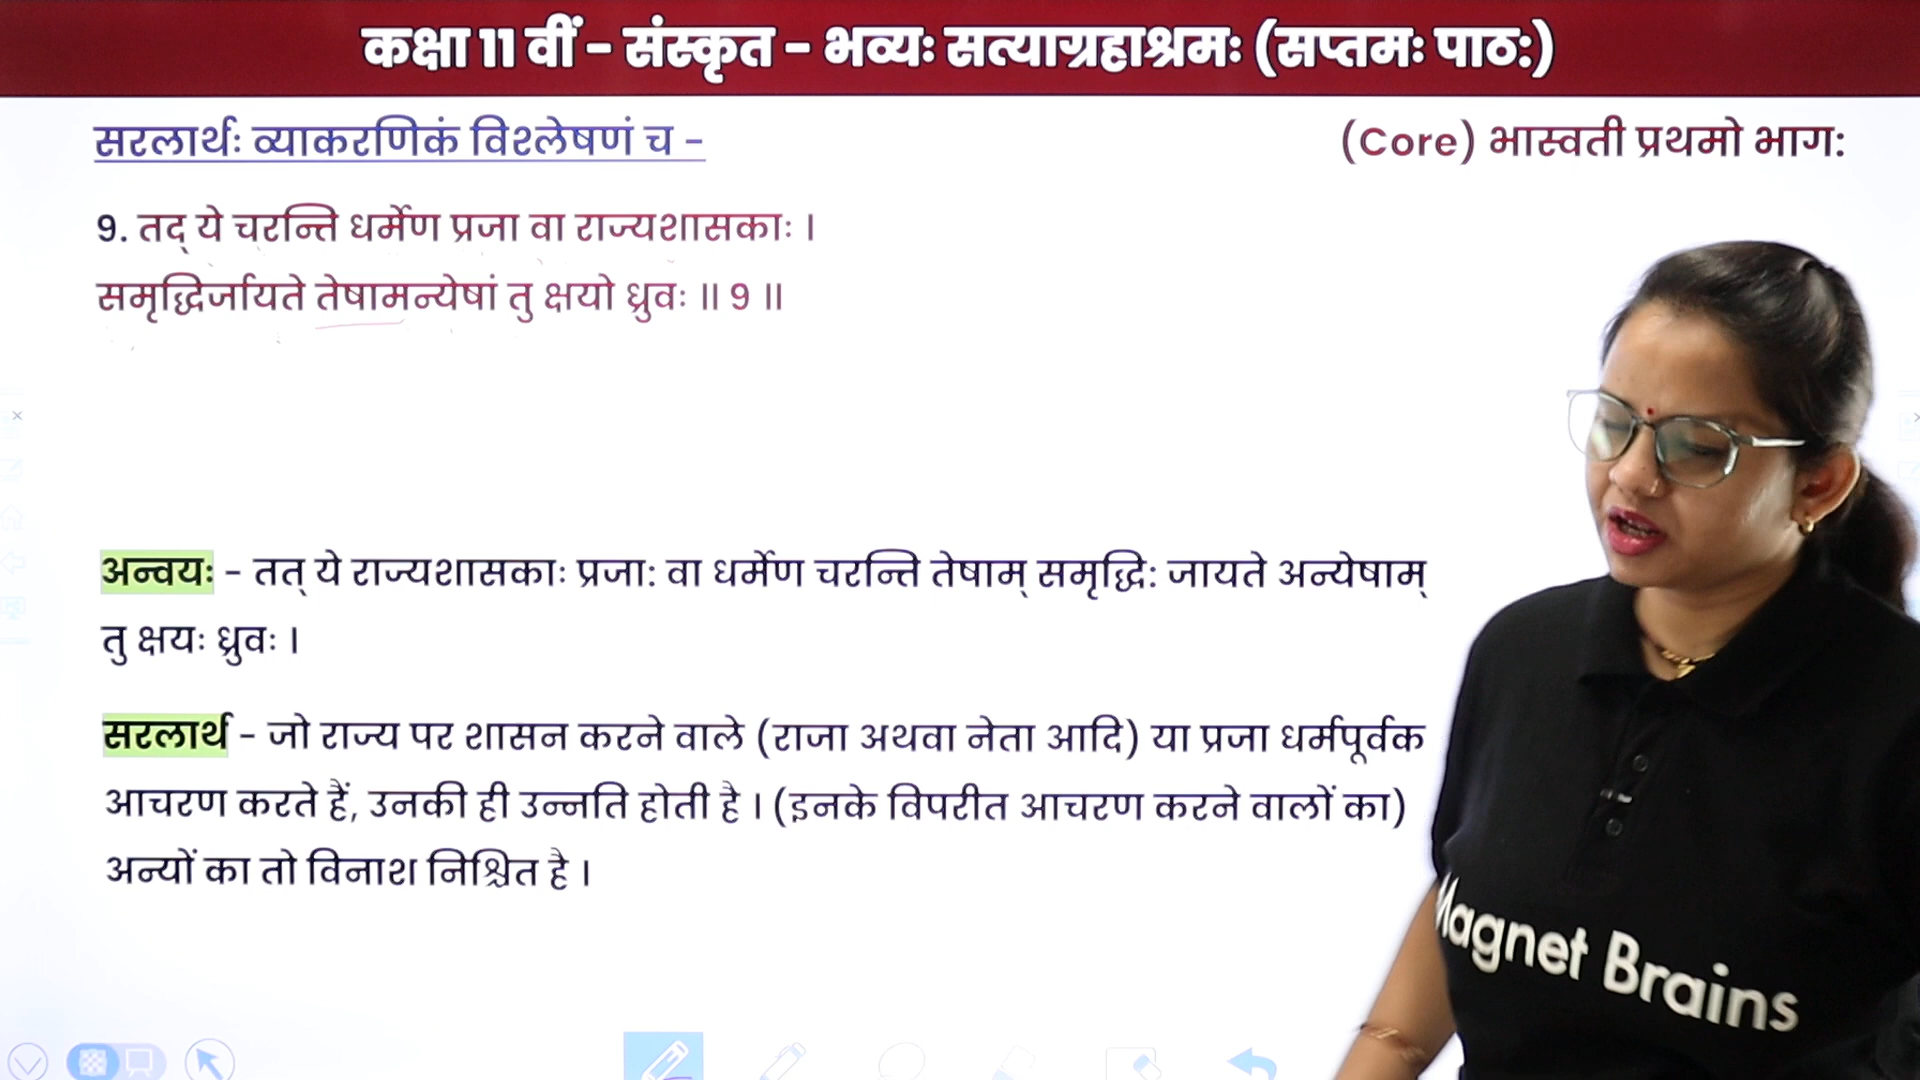 कक्षा 11 वीं – संस्कृत – भव्यः सत्याग्रहाश्रमः (सप्तमः पाठ:)
सरलार्थः व्याकरणिकं विश्लेषणं च –
(Core) भास्वती प्रथमो भाग:
9. तद् ये चरन्ति धर्मेण प्रजा वा राज्यशासकाः ।
समृद्धिर्जायते तेषामन्येषां तु क्षयो ध्रुवः ॥ 9 ॥
अन्वयः – तत् ये राज्यशासकाः प्रजा: वा धर्मेण चरन्ति तेषाम् समृद्धि: जायते अन्येषाम्
तु क्षयः ध्रुवः ।
सरलार्थ – जो राज्य पर शासन करने वाले (राजा अथवा नेता आदि) या प्रजा धर्मपूर्वक
आचरण करते हैं, उनकी ही उन्नति होती है । (इनके विपरीत आचरण करने वालों का)
अन्यों का तो विनाश निश्चित है ।
Magnet Brains